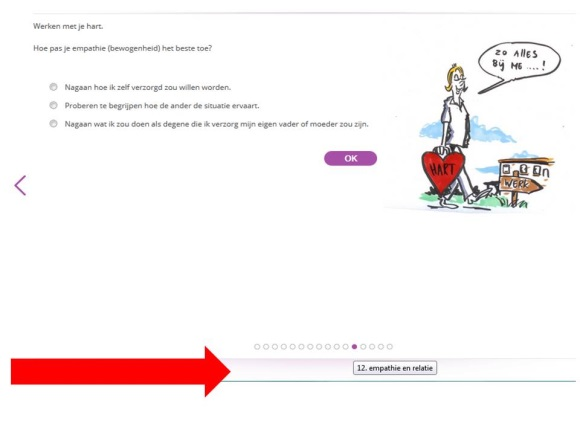 Werken met je hart.
Hoe pas je empathie (bewogenheid) het beste toe?
Nagaan hoe ik zelf verzorgd zou willen worden.
Proberen te begrijpen hoe de ander de situatie ervaart.
Nagaan wat ik zou doen als degene die ik verzorg mijn eigen vader of moeder zou zijn.
OK
ZO ALLES
BIJ ME ....!
HART
WERK
12. empathie en relatie